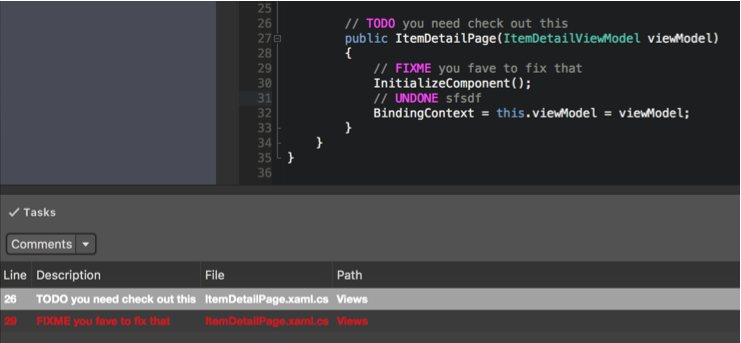 25
26 // TODO you need check out this
27 public ItemDetailPage(ItemDetailViewModel viewModel)
28 {
29 // FIXME you fave to fix that
30 InitializeComponent();
31 // UNDONE sfsdf
32 BindingContext = this.viewModel = viewModel;
33 }
34 }
35 }
36
✓ Tasks
Comments
Line Description File Path
26 TODO you need check out this ItemDetailPage.xaml.cs Views
29 FIXME you fave to fix that ItemDetailPage.xaml.cs Views